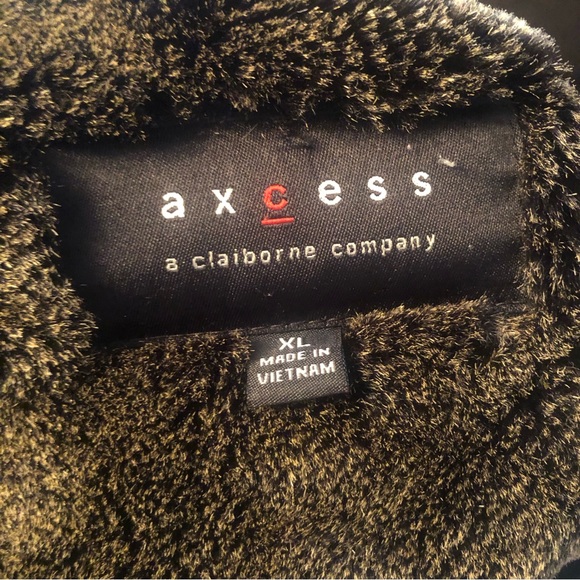 axcess
a claiborne company
XL
MADE IN
VIETNAM